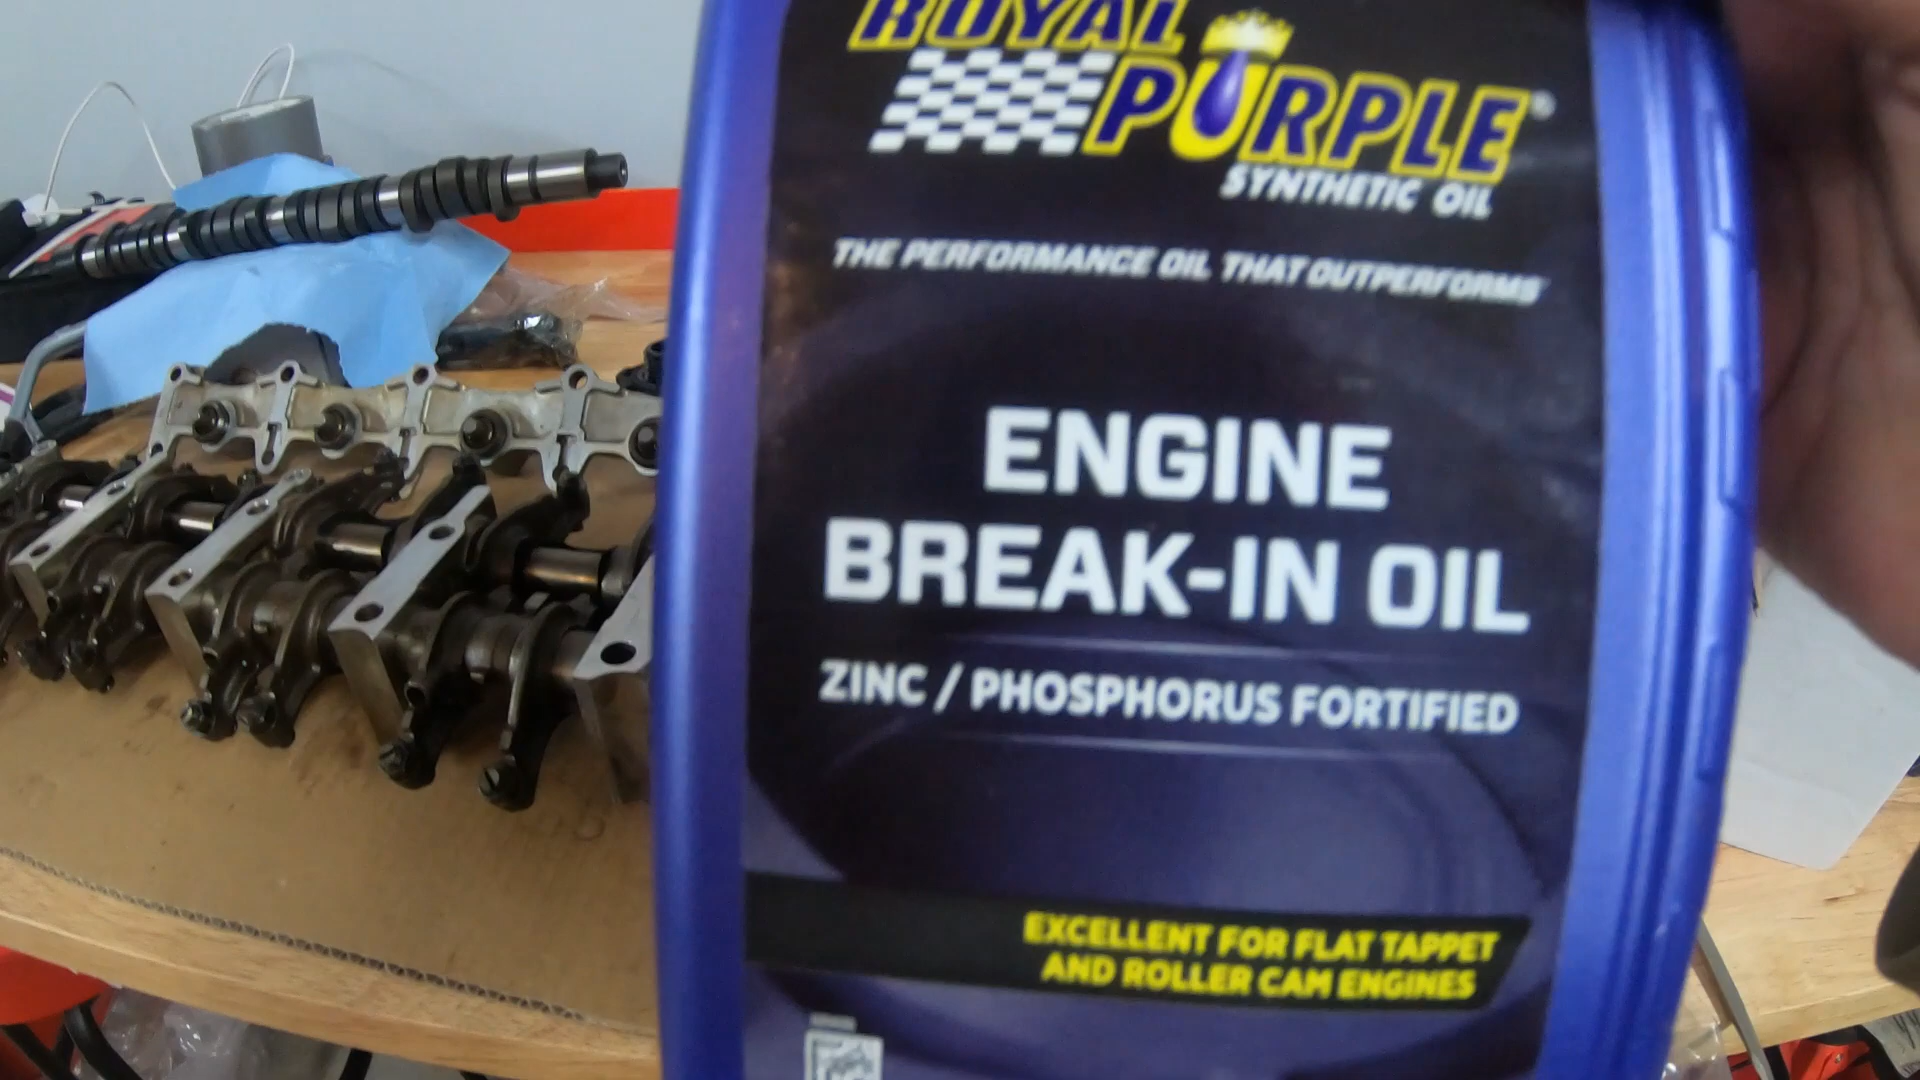 ROYAL
PURPLE®
SYNTHETIC OIL
THE PERFORMANCE OIL THAT OUTPERFORMS
ENGINE
BREAK-IN OIL
ZINC / PHOSPHORUS FORTIFIED
EXCELLENT FOR FLAT TAPPET
AND ROLLER CAM ENGINES